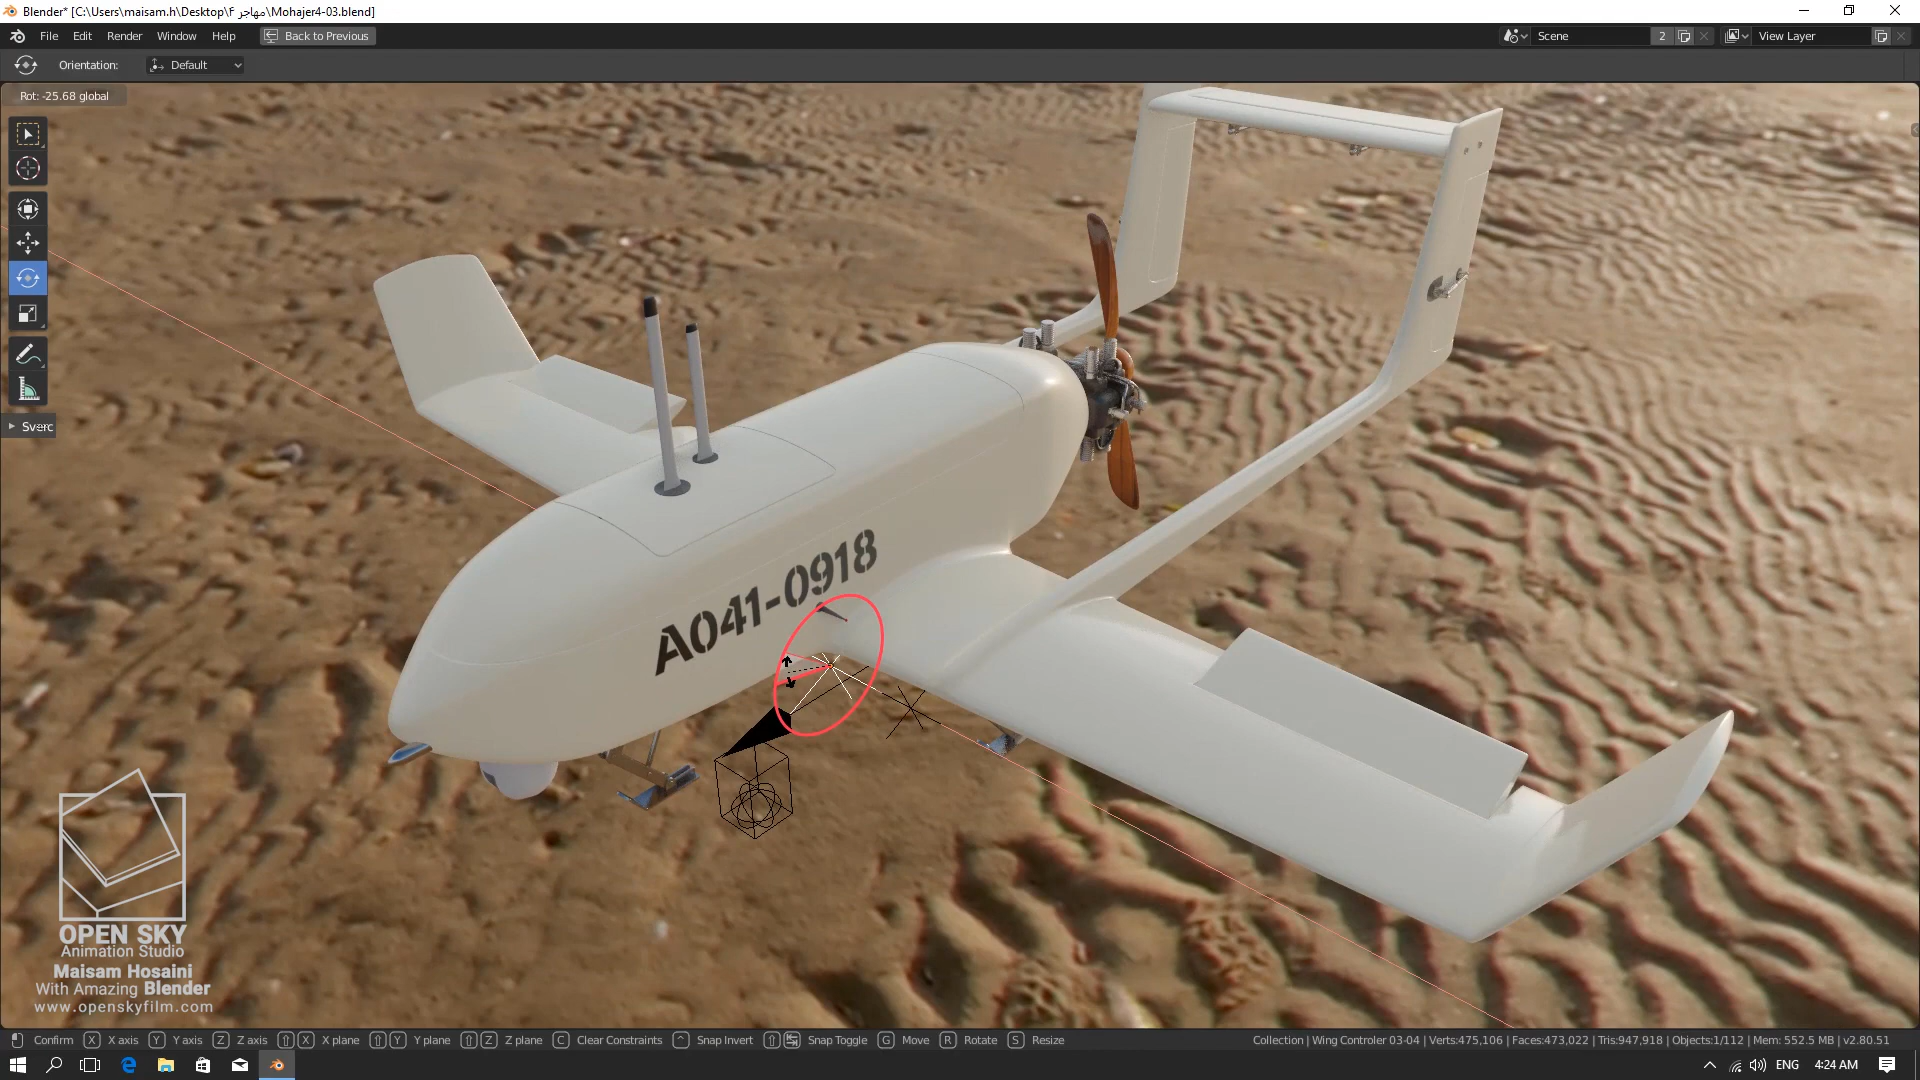 Blender* [C:\Users\maisam.h\Desktop\مهاجر ۴\Mohajer4-03.blend]
File Edit Render Window Help Back to Previous Scene 2 View Layer
Orientation: Default
Rot: -25.68 global
Sverc
A041-0918
OPEN SKY
Animation Studio
Maisam Hosaini
With Amazing Blender
www.openskyfilm.com
Confirm X X axis Y Y axis Z Z axis X X plane Y Y plane Z Z plane C Clear Constraints Snap Invert Snap Toggle G Move R Rotate S Resize Collection | Wing Controler 03-04 | Verts:475,106 | Faces:473,022 | Tris:947,918 | Objects:1/112 | Mem: 552.5 MB | v2.80.51
ENG 4:24 AM